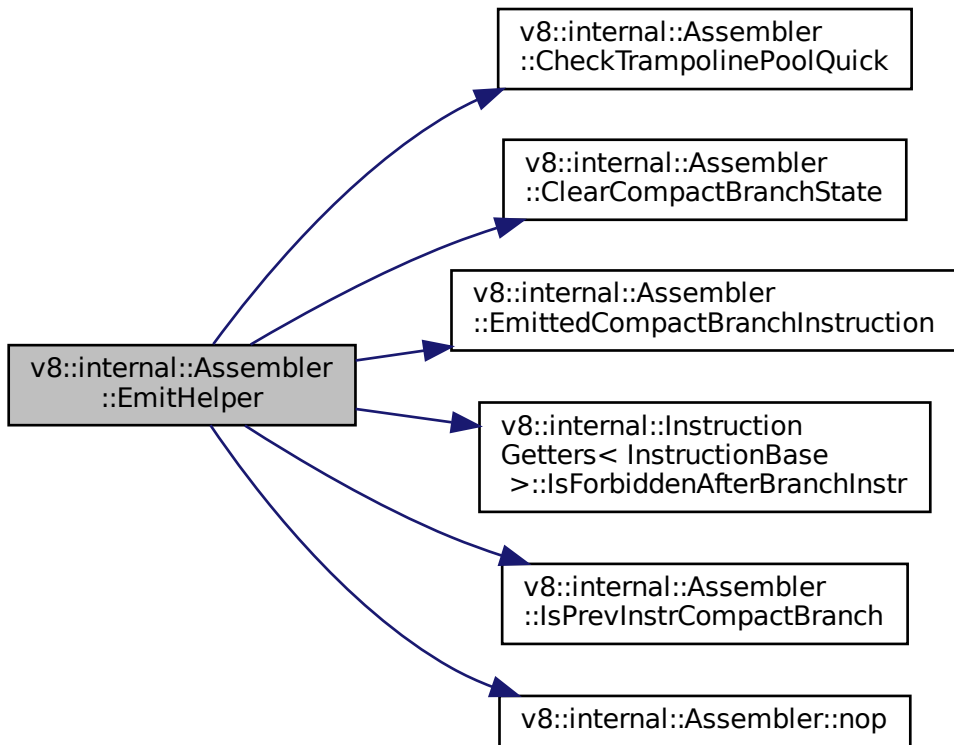 v8::internal::Assembler
::CheckTrampolinePoolQuick
v8::internal::Assembler
::ClearCompactBranchState
v8::internal::Assembler
::EmittedCompactBranchInstruction
v8::internal::Assembler
::EmitHelper
v8::internal::Instruction
Getters< InstructionBase
>::IsForbiddenAfterBranchInstr
v8::internal::Assembler
::IsPrevInstrCompactBranch
v8::internal::Assembler::nop